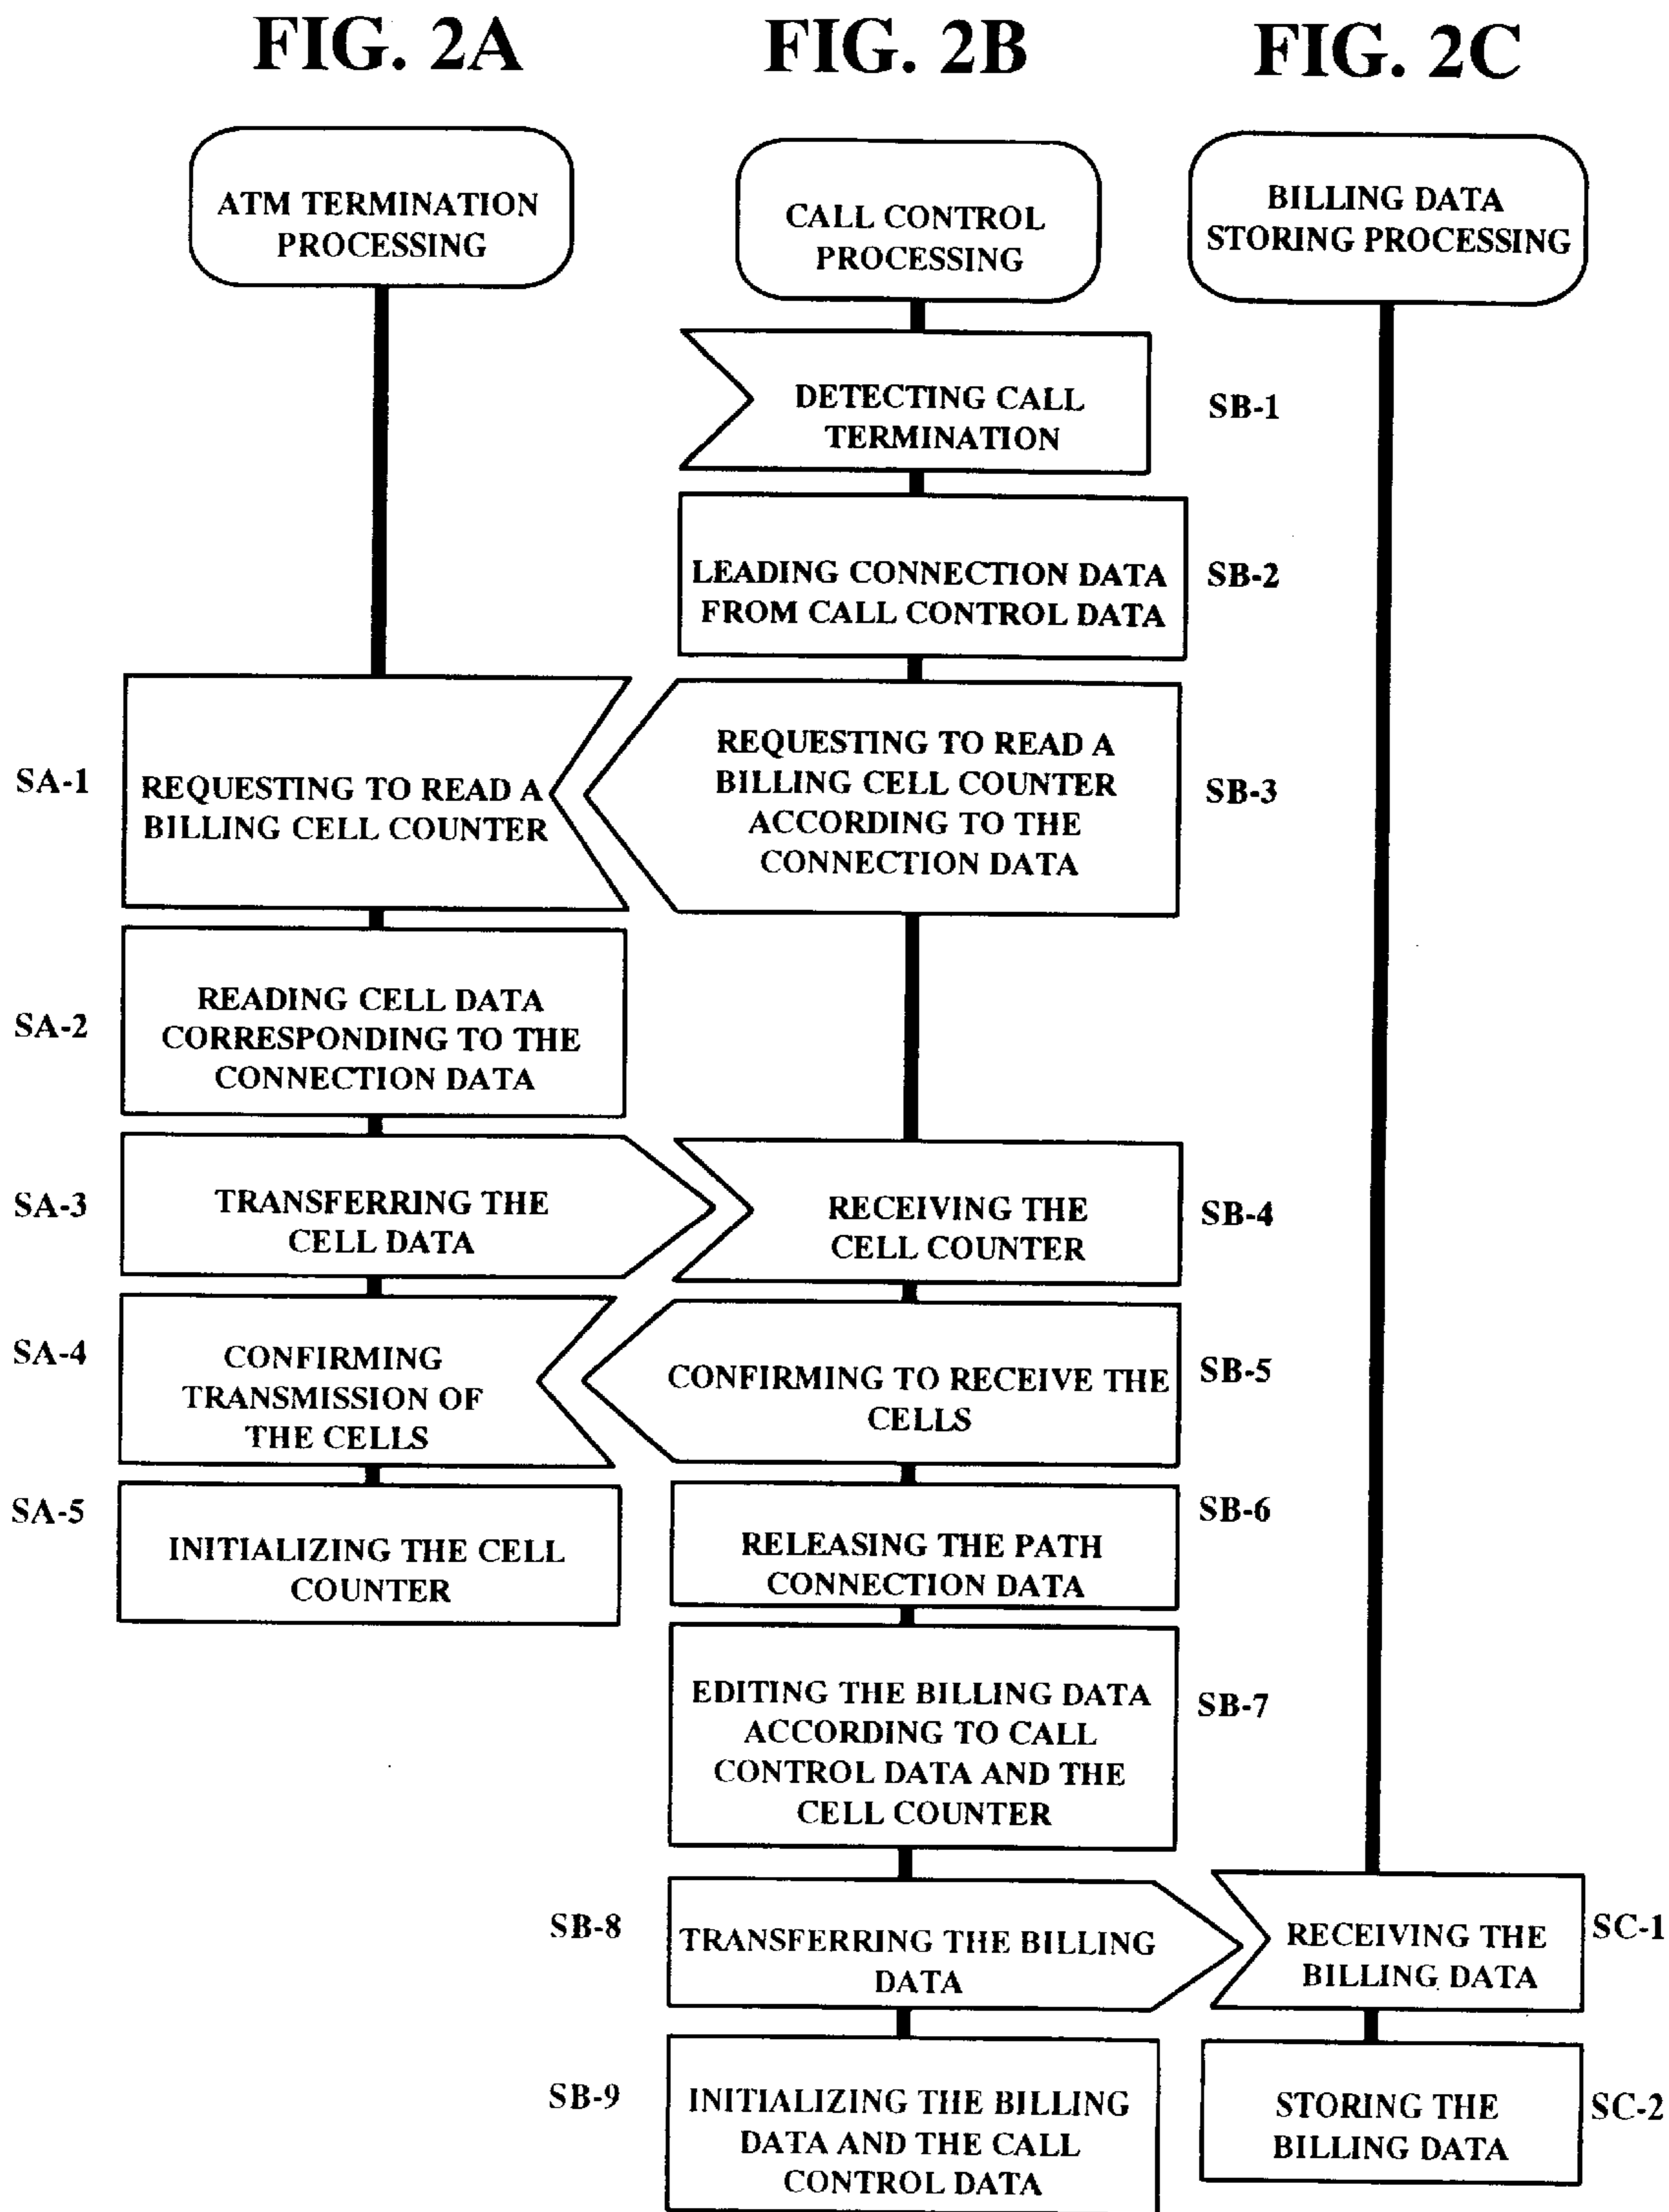 FIG. 2A
FIG. 2B
FIG. 2C
ATM TERMINATION
PROCESSING
CALL CONTROL
PROCESSING
BILLING DATA
STORING PROCESSING
DETECTING CALL
TERMINATION
SB-1
LEADING CONNECTION DATA
FROM CALL CONTROL DATA
SB-2
SA-1
REQUESTING TO READ A
BILLING CELL COUNTER
REQUESTING TO READ A
BILLING CELL COUNTER
ACCORDING TO THE
CONNECTION DATA
SB-3
SA-2
READING CELL DATA
CORRESPONDING TO THE
CONNECTION DATA
SA-3
TRANSFERRING THE
CELL DATA
RECEIVING THE
CELL COUNTER
SB-4
SA-4
CONFIRMING
TRANSMISSION OF
THE CELLS
CONFIRMING TO RECEIVE THE
CELLS
SB-5
SA-5
INITIALIZING THE CELL
COUNTER
RELEASING THE PATH
CONNECTION DATA
SB-6
EDITING THE BILLING DATA
ACCORDING TO CALL
CONTROL DATA AND THE
CELL COUNTER
SB-7
SB-8
TRANSFERRING THE BILLING
DATA
RECEIVING THE
BILLING DATA
SC-1
SB-9
INITIALIZING THE BILLING
DATA AND THE CALL
CONTROL DATA
STORING THE
BILLING DATA
SC-2